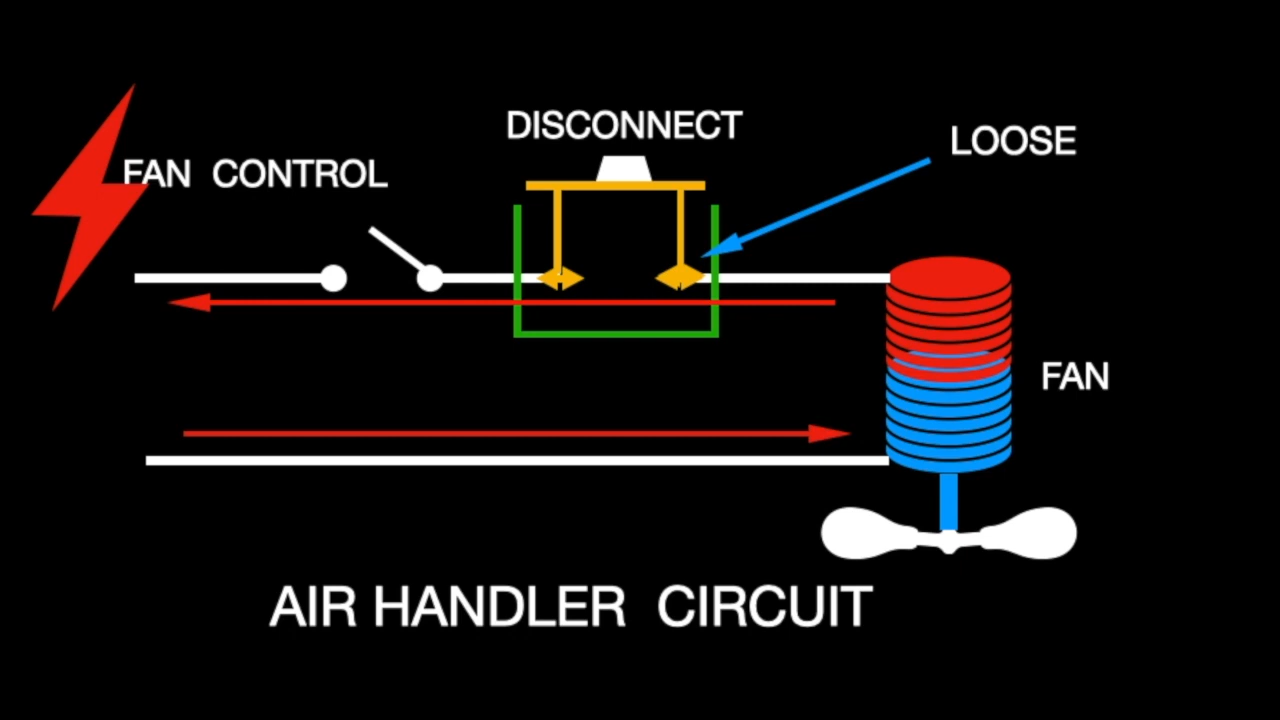 DISCONNECT
LOOSE
FAN CONTROL
FAN
AIR HANDLER CIRCUIT